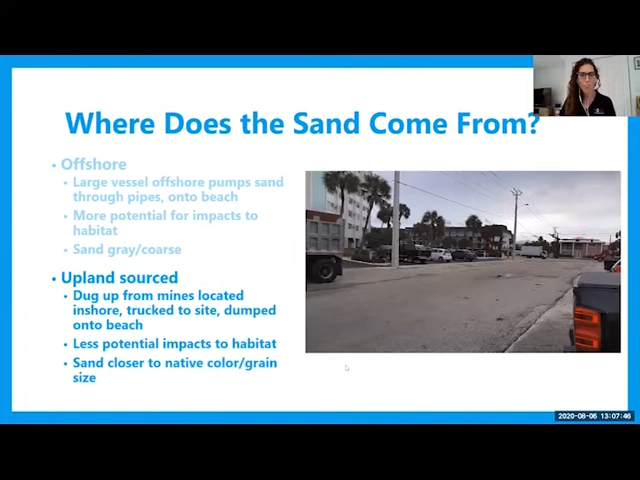 Where Does the Sand Come From?
• Offshore
• Large vessel offshore pumps sand
through pipes, onto beach
• More potential for impacts to
habitat
• Sand gray/coarse
• Upland sourced
• Dug up from mines located
inshore, trucked to site, dumped
onto beach
• Less potential impacts to habitat
• Sand closer to native color/grain
size
2020-08-06 13:07:46